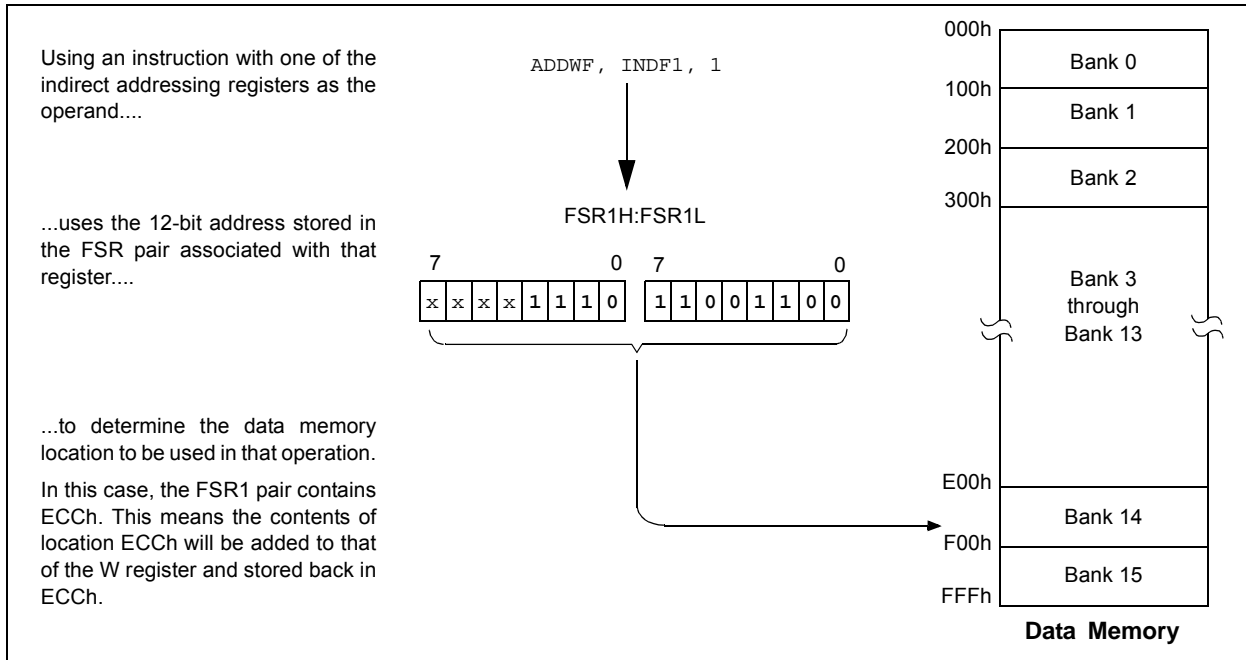 Using an instruction with one of the
indirect addressing registers as the
operand....
ADDWF, INDF1, 1
...uses the 12-bit address stored in
the FSR pair associated with that
register....
FSR1H:FSR1L
7 0 7 0
x x x x 1 1 1 0 1 1 0 0 1 1 0 0
...to determine the data memory
location to be used in that operation.
In this case, the FSR1 pair contains
ECCh. This means the contents of
location ECCh will be added to that
of the W register and stored back in
ECCh.
000h
Bank 0
100h
Bank 1
200h
Bank 2
300h
Bank 3
through
Bank 13
E00h
Bank 14
F00h
Bank 15
FFFh
Data Memory